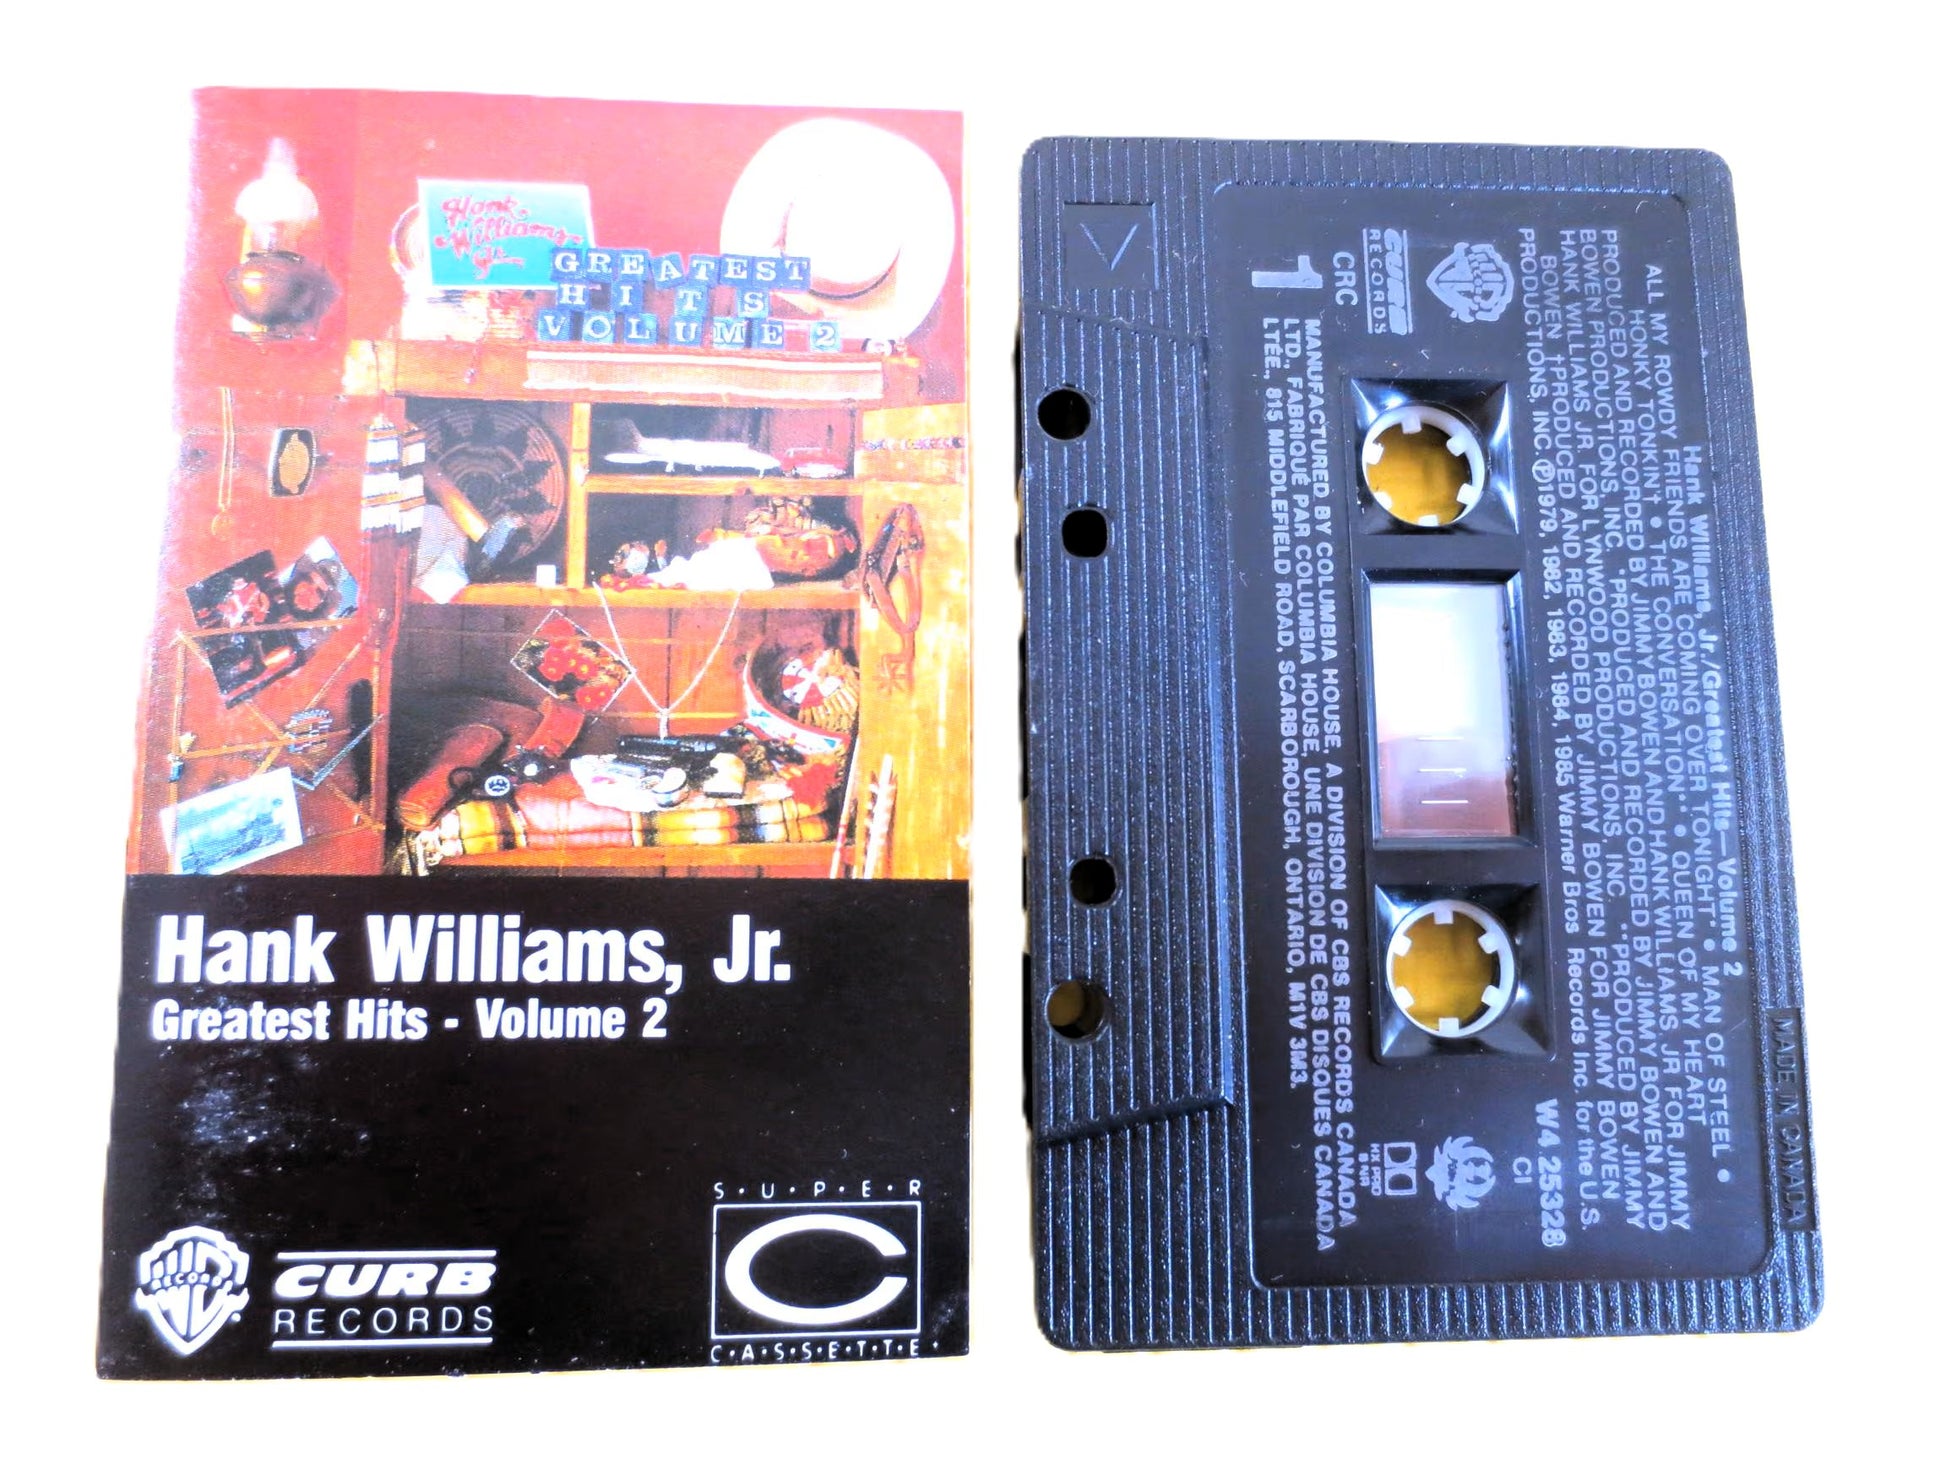 Hank
Williams
Jr.
GREATEST
HITS
VOLUME 2
Hank Williams, Jr.
Greatest Hits - Volume 2
RECORDS
CURB
RECORDS
S·U·P·E·R
C
C·A·S·S·E·T·T·E
Hank Williams, Jr./Greatest Hits—Volume 2
ALL MY ROWDY FRIENDS ARE COMING OVER TONIGHT* • MAN OF STEEL •
HONKY TONKIN'† • THE CONVERSATION** • QUEEN OF MY HEART
PRODUCED AND RECORDED BY JIMMY BOWEN AND HANK WILLIAMS JR. FOR JIMMY
BOWEN PRODUCTIONS, INC. *PRODUCED AND RECORDED BY JIMMY BOWEN AND
HANK WILLIAMS JR. FOR LYNWOOD PRODUCTIONS, INC. **PRODUCED BY JIMMY
BOWEN †PRODUCED AND RECORDED BY JIMMY BOWEN FOR JIMMY BOWEN
PRODUCTIONS, INC. ℗1979, 1982, 1983, 1984, 1985 Warner Bros Records Inc. for the U.S.
CURB
RECORDS
CRC
1
W4 25328
CI
DD
HX PRO
B NR
MANUFACTURED BY COLUMBIA HOUSE, A DIVISION OF CBS RECORDS CANADA
LTD., FABRIQUÉ PAR COLUMBIA HOUSE, UNE DIVISION DE CBS DISQUES CANADA
LTÉE., 815 MIDDLEFIELD ROAD, SCARBOROUGH, ONTARIO, M1V 3M3.
MADE IN CANADA